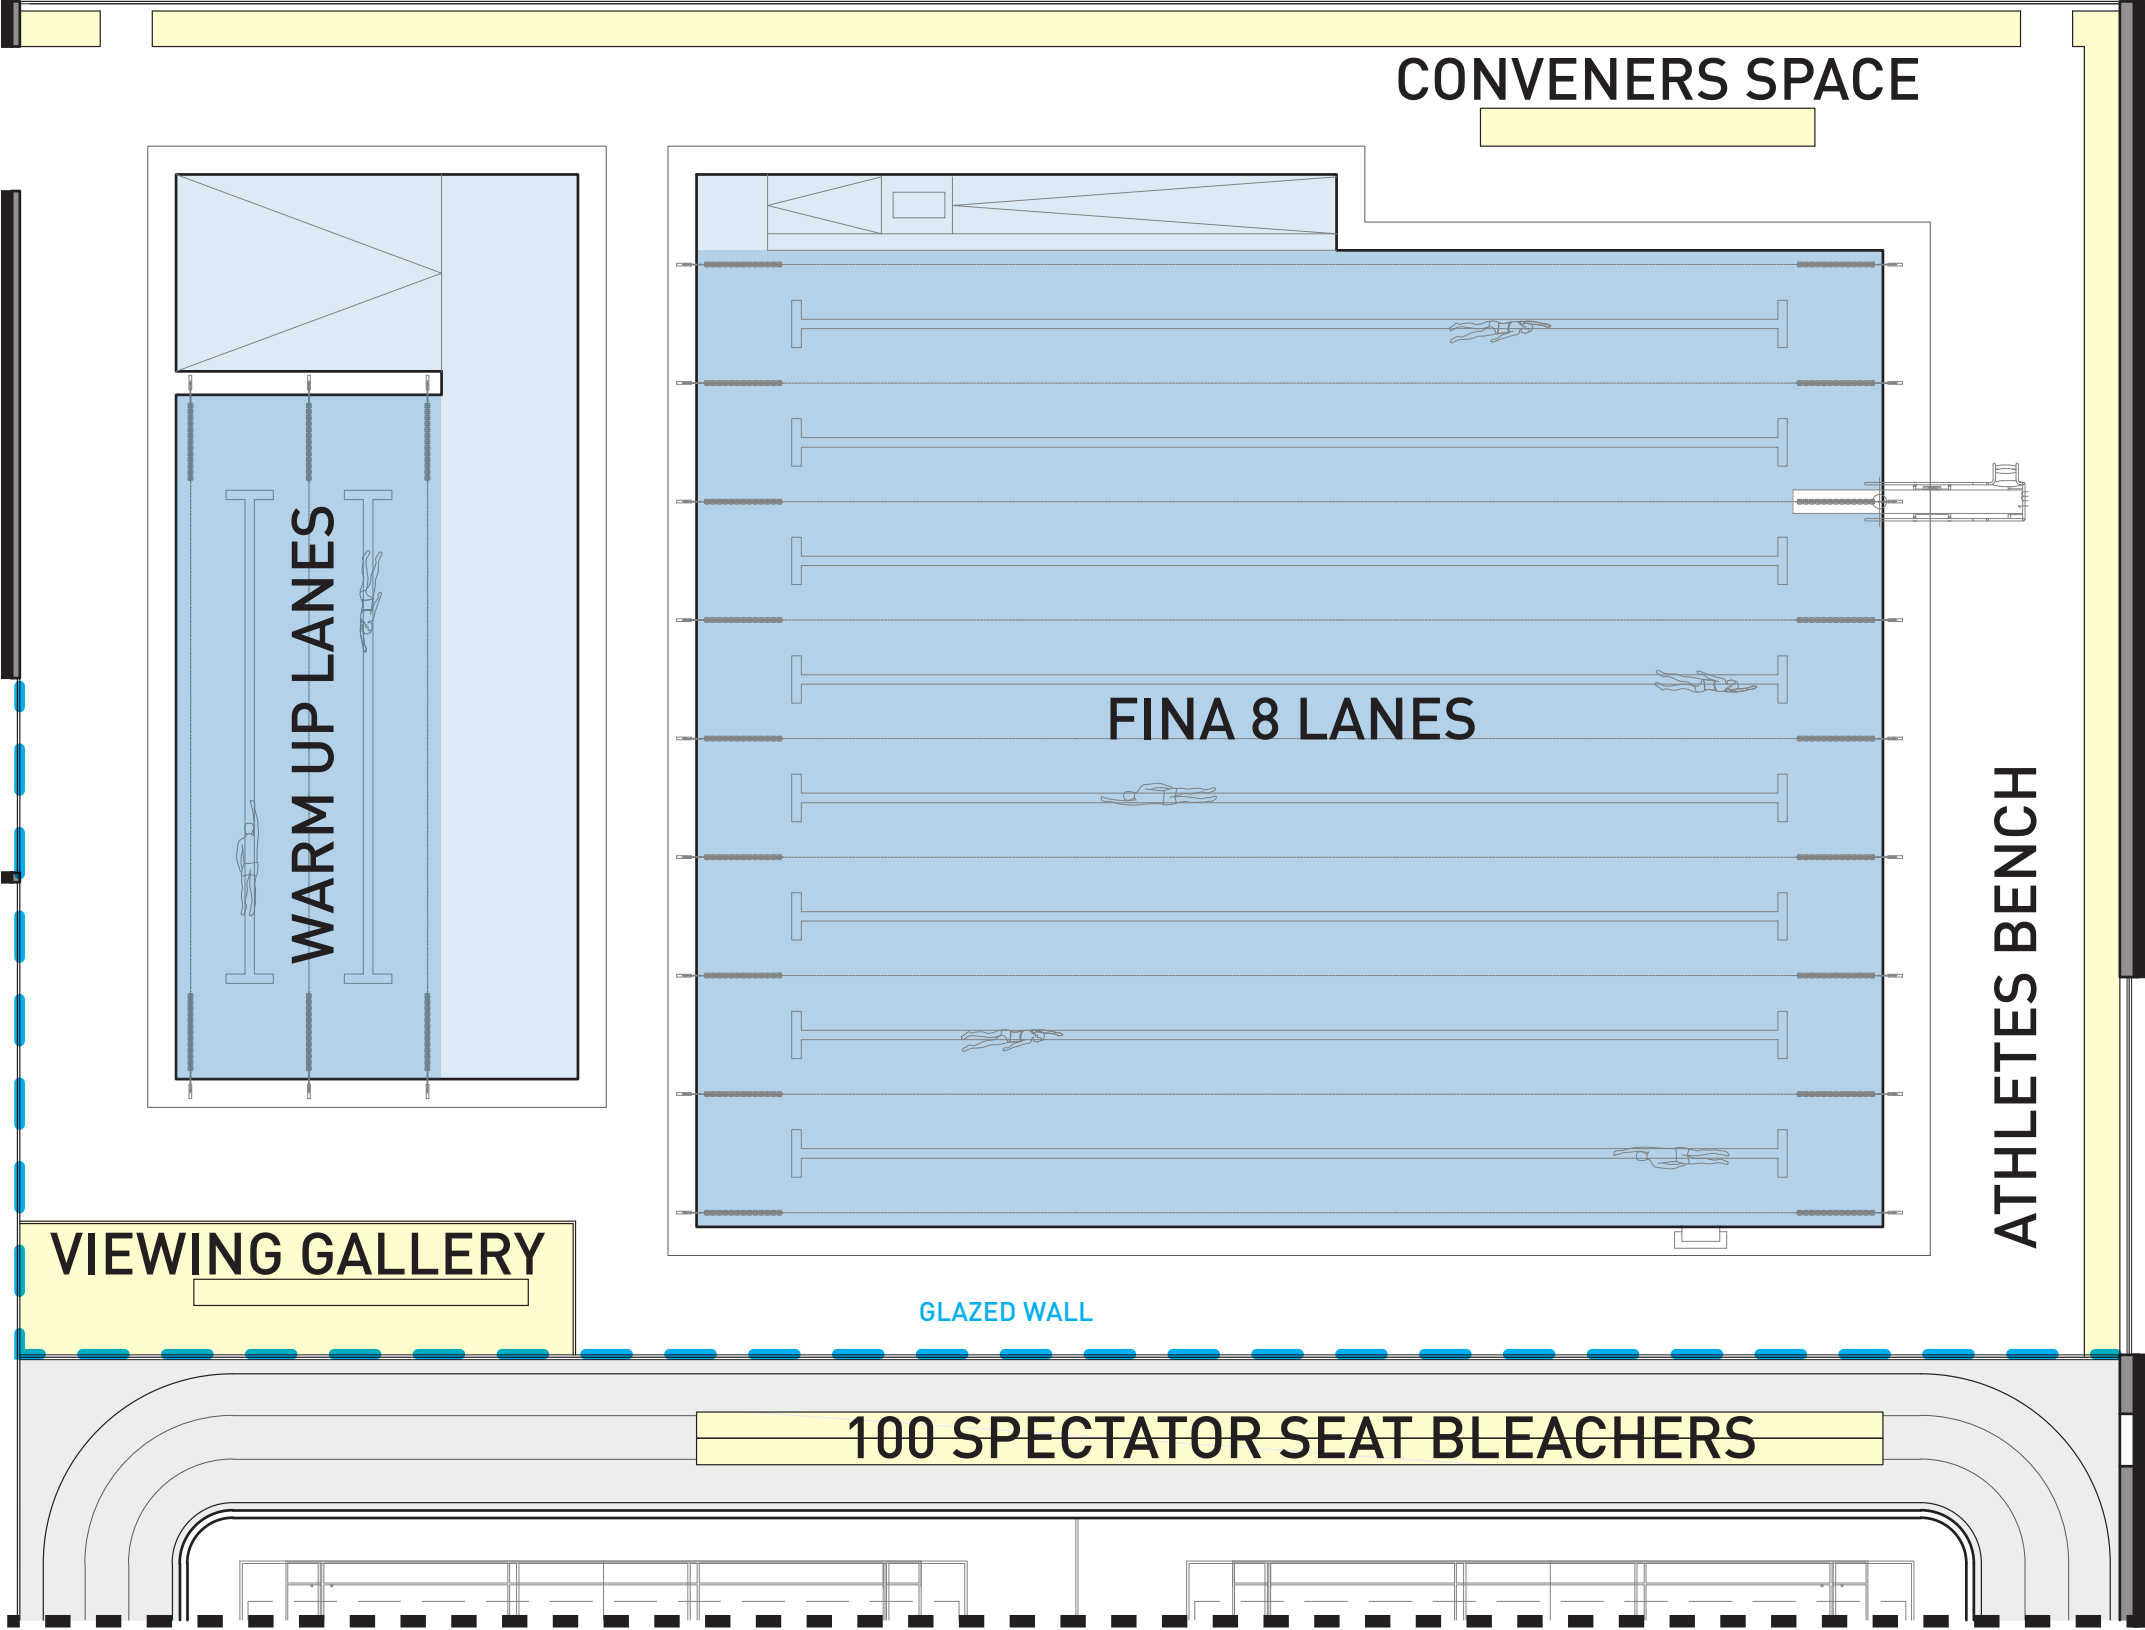 CONVENERS SPACE
WARM UP LANES
FINA 8 LANES
ATHLETES BENCH
VIEWING GALLERY
GLAZED WALL
100 SPECTATOR SEAT BLEACHERS